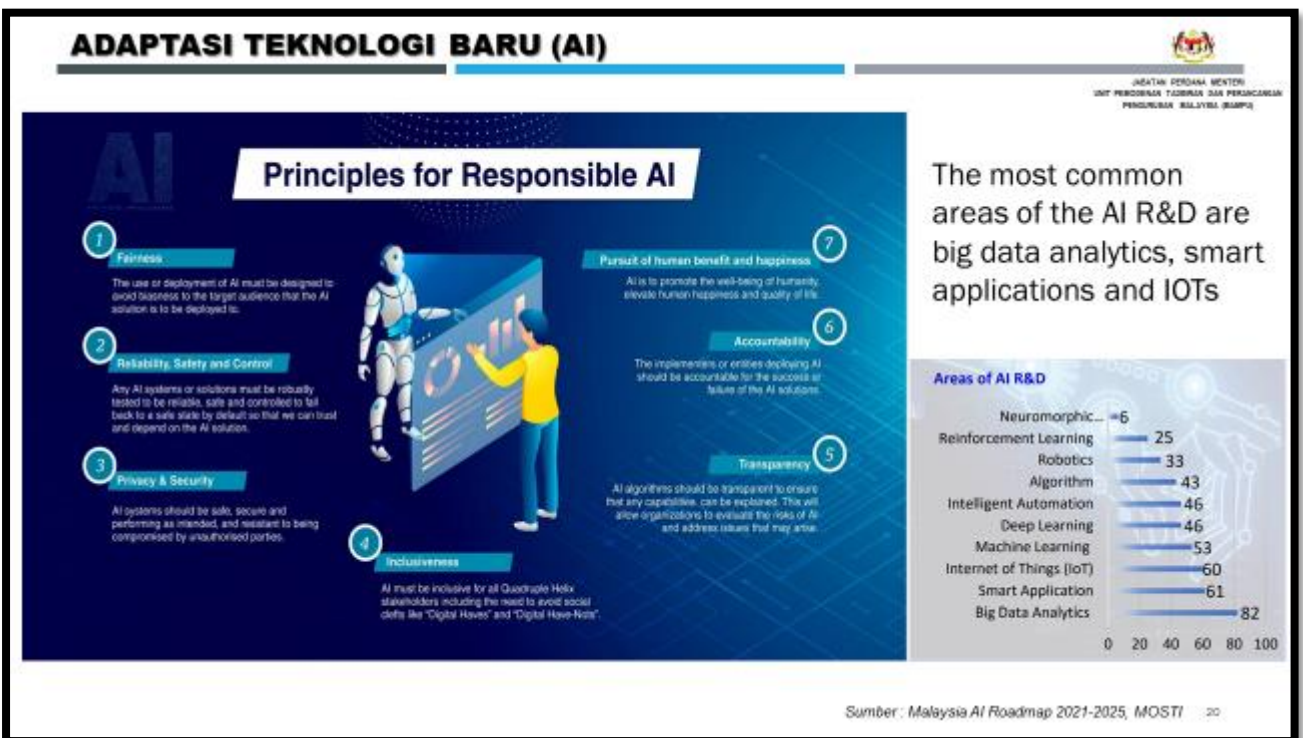 ADAPTASI TEKNOLOGI BARU (AI)
JABATAN PERDANA MENTERI
UNIT PEMODENAN TADBIRAN DAN PERANCANGAN
PENGURUSAN MALAYSIA (MAMPU)
AI
Principles for Responsible AI
1
Fairness
The use or deployment of AI must be designed to
avoid biasness to the target audience that the AI
solution is to be deployed to.
2
Reliability, Safety and Control
Any AI systems or solutions must be robustly
tested to be reliable, safe and controlled to fail
back to a safe state by default so that we can trust
and depend on the AI solution.
3
Privacy & Security
AI systems should be safe, secure and
performing as intended, and resistant to being
compromised by unauthorised parties.
4
Inclusiveness
AI must be inclusive for all Quadruple Helix
stakeholders including the need to avoid social
clefts like "Digital Haves" and "Digital Have-Nots".
7
Pursuit of human benefit and happiness
AI is to promote the well-being of humanity,
elevate human happiness and quality of life.
6
Accountability
The implementers or entities deploying AI
should be accountable for the success or
failure of the AI solutions.
5
Transparency
AI algorithms should be transparent to ensure
that any capabilities, can be explained. This will
allow organizations to evaluate the risks of AI
and address issues that may arise.
The most common
areas of the AI R&D are
big data analytics, smart
applications and IOTs
Areas of AI R&D
Neuromorphic... 6
Reinforcement Learning 25
Robotics 33
Algorithm 43
Intelligent Automation 46
Deep Learning 46
Machine Learning 53
Internet of Things (IoT) 60
Smart Application 61
Big Data Analytics 82
0 20 40 60 80 100
Sumber : Malaysia AI Roadmap 2021-2025, MOSTI 20